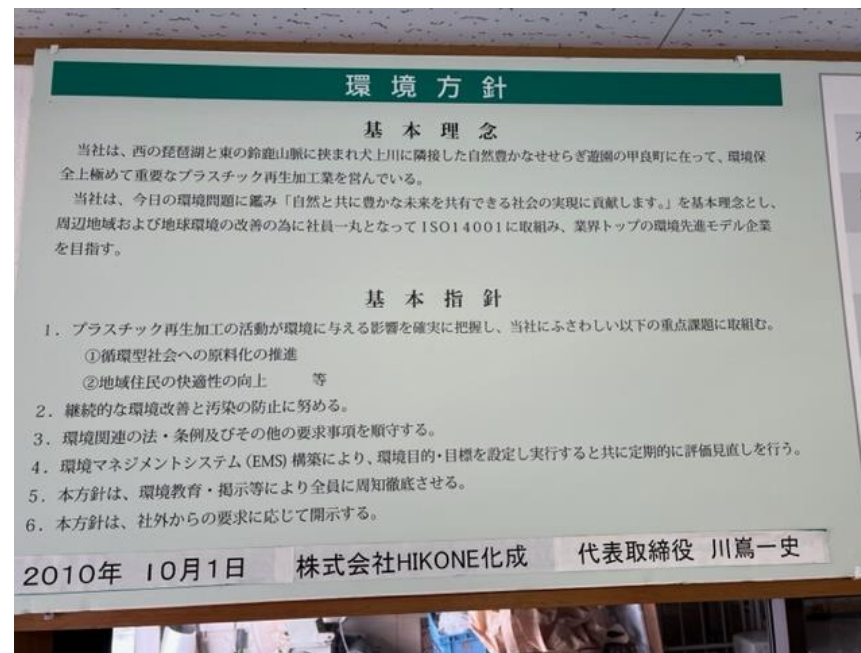 環境方針
基本理念
当社は、西の琵琶湖と東の鈴鹿山脈に挟まれ犬上川に隣接した自然豊かなせせらぎ遊園の甲良町に在って、環境保
全上極めて重要なプラスチック再生加工業を営んでいる。
当社は、今日の環境問題に鑑み「自然と共に豊かな未来を共有できる社会の実現に貢献します。」を基本理念とし、
周辺地域および地球環境の改善の為に社員一丸となってISO14001に取組み、業界トップの環境先進モデル企業
を目指す。
基本指針
1．プラスチック再生加工の活動が環境に与える影響を確実に把握し、当社にふさわしい以下の重点課題に取組む。
①循環型社会への原料化の推進
②地域住民の快適性の向上　　等
2．継続的な環境改善と汚染の防止に努める。
3．環境関連の法・条例及びその他の要求事項を順守する。
4．環境マネジメントシステム(EMS)構築により、環境目的・目標を設定し実行すると共に定期的に評価見直しを行う。
5．本方針は、環境教育・掲示等により全員に周知徹底させる。
6．本方針は、社外からの要求に応じて開示する。
2010年 10月1日　株式会社HIKONE化成　代表取締役 川嶌一史